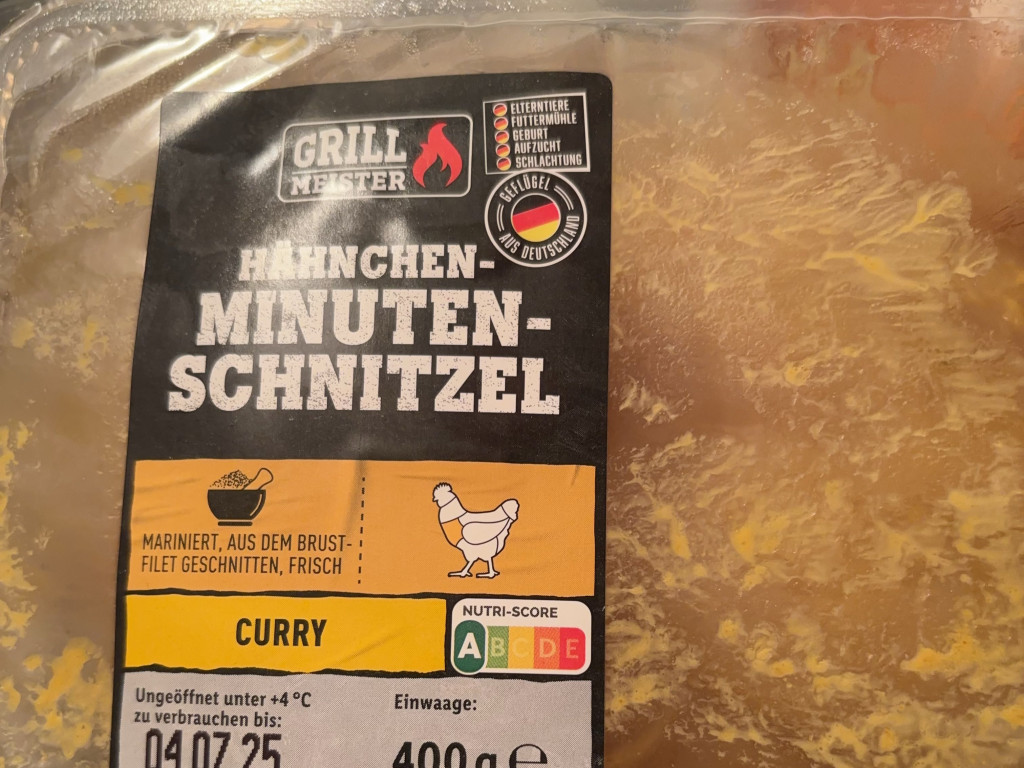 GRILL
MEISTER
ELTERNTIERE
FUTTERMÜHLE
GEBURT
AUFZUCHT
SCHLACHTUNG
GEFLÜGEL
AUS DEUTSCHLAND
HÄHNCHEN-
MINUTEN-
SCHNITZEL
MARINIERT, AUS DEM BRUST-
FILET GESCHNITTEN, FRISCH
CURRY
NUTRI-SCORE
A B C D E
Ungeöffnet unter +4 °C
zu verbrauchen bis:
04.07.25
Einwaage:
400 g ℮